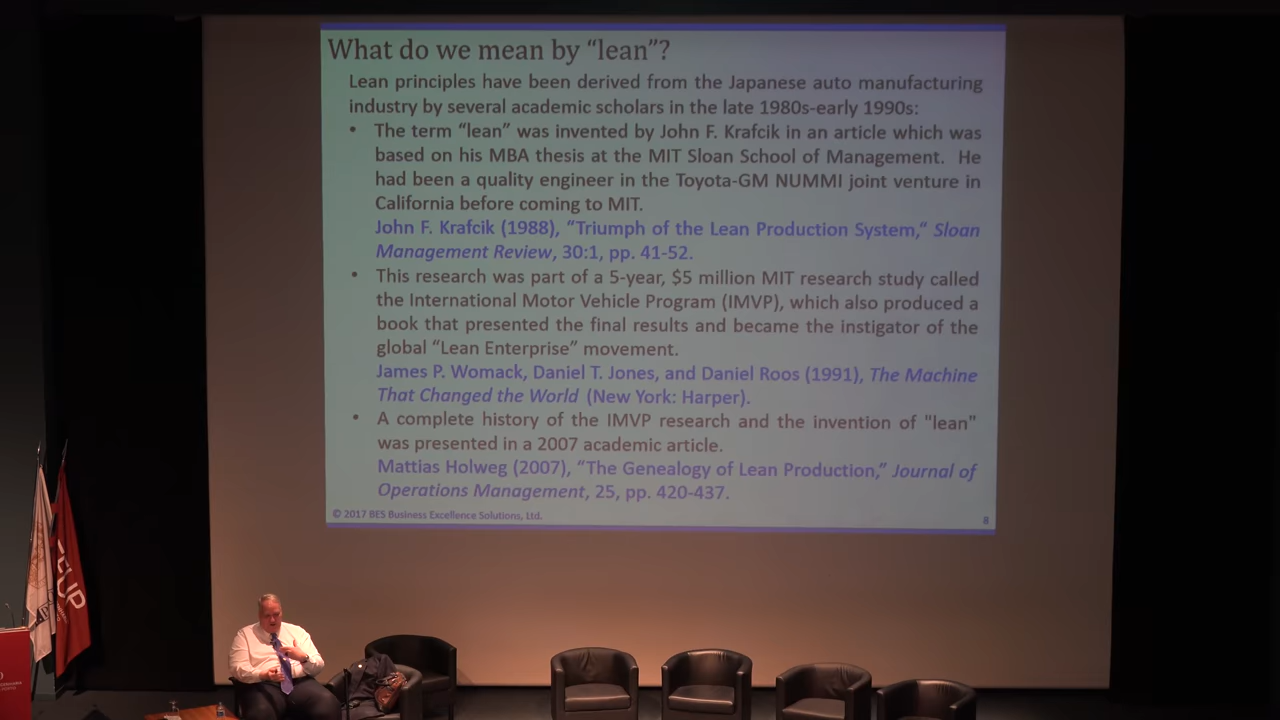 What do we mean by “lean”?
Lean principles have been derived from the Japanese auto manufacturing
industry by several academic scholars in the late 1980s-early 1990s:
• The term “lean” was invented by John F. Krafcik in an article which was
based on his MBA thesis at the MIT Sloan School of Management. He
had been a quality engineer in the Toyota-GM NUMMI joint venture in
California before coming to MIT.
John F. Krafcik (1988), “Triumph of the Lean Production System,” Sloan
Management Review, 30:1, pp. 41-52.
• This research was part of a 5-year, $5 million MIT research study called
the International Motor Vehicle Program (IMVP), which also produced a
book that presented the final results and became the instigator of the
global “Lean Enterprise” movement.
James P. Womack, Daniel T. Jones, and Daniel Roos (1991), The Machine
That Changed the World (New York: Harper).
• A complete history of the IMVP research and the invention of "lean"
was presented in a 2007 academic article.
Mattias Holweg (2007), “The Genealogy of Lean Production,” Journal of
Operations Management, 25, pp. 420-437.
© 2017 BES Business Excellence Solutions, Ltd.
8